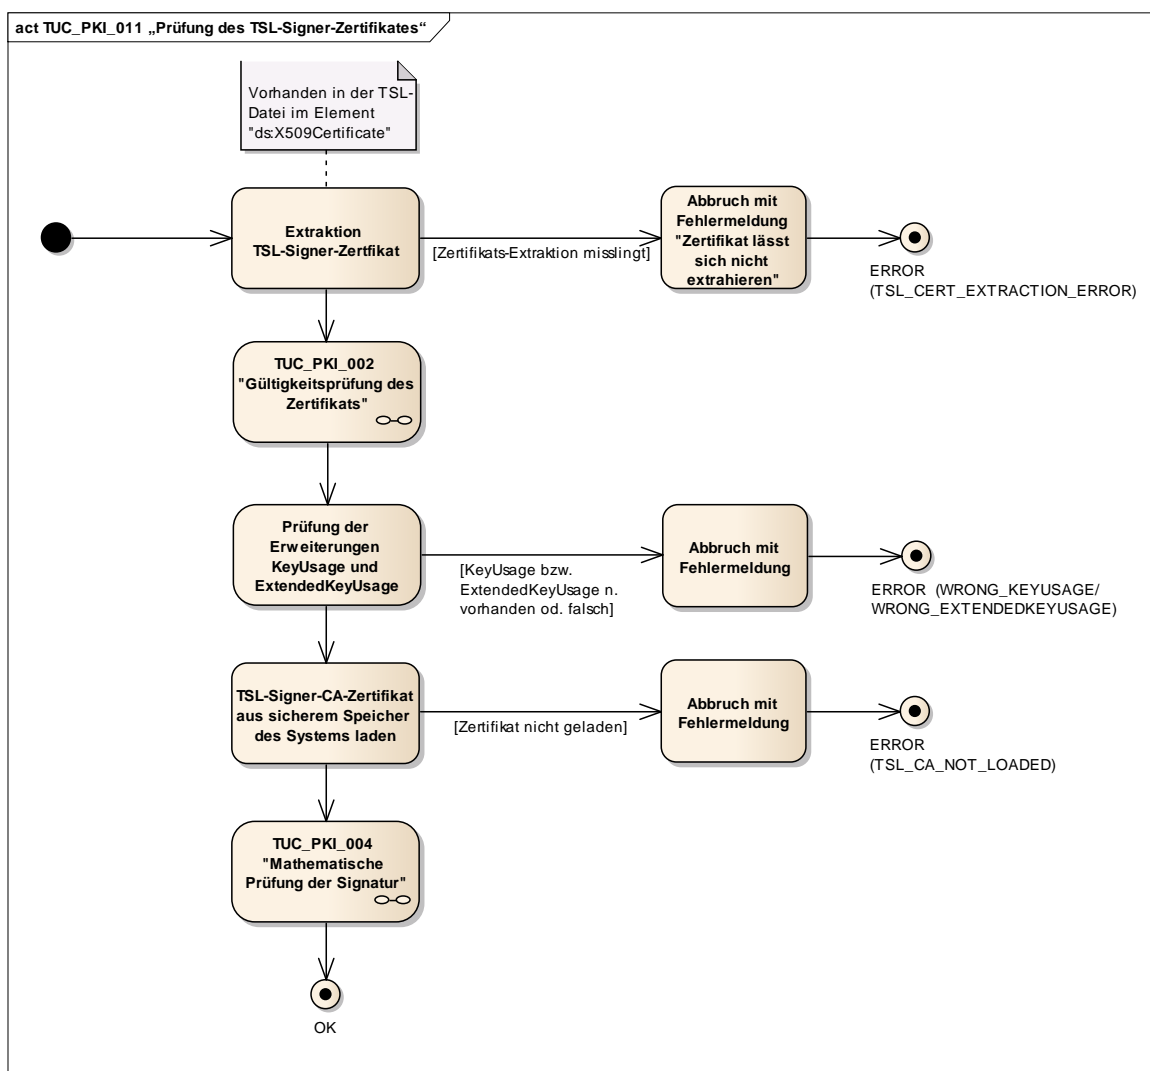 act TUC_PKI_011 „Prüfung des TSL-Signer-Zertifikates“
Vorhanden in der TSL-
Datei im Element
"ds:X509Certificate"
Extraktion
TSL-Signer-Zertfikat
[Zertifikats-Extraktion misslingt]
Abbruch mit
Fehlermeldung
"Zertifikat lässt
sich nicht
extrahieren"
ERROR
(TSL_CERT_EXTRACTION_ERROR)
TUC_PKI_002
"Gültigkeitsprüfung des
Zertifikats"
Prüfung der
Erweiterungen
KeyUsage und
ExtendedKeyUsage
[KeyUsage bzw.
ExtendedKeyUsage n.
vorhanden od. falsch]
Abbruch mit
Fehlermeldung
ERROR (WRONG_KEYUSAGE/
WRONG_EXTENDEDKEYUSAGE)
TSL-Signer-CA-Zertifikat
aus sicherem Speicher
des Systems laden
[Zertifikat nicht geladen]
Abbruch mit
Fehlermeldung
ERROR
(TSL_CA_NOT_LOADED)
TUC_PKI_004
"Mathematische
Prüfung der Signatur"
OK